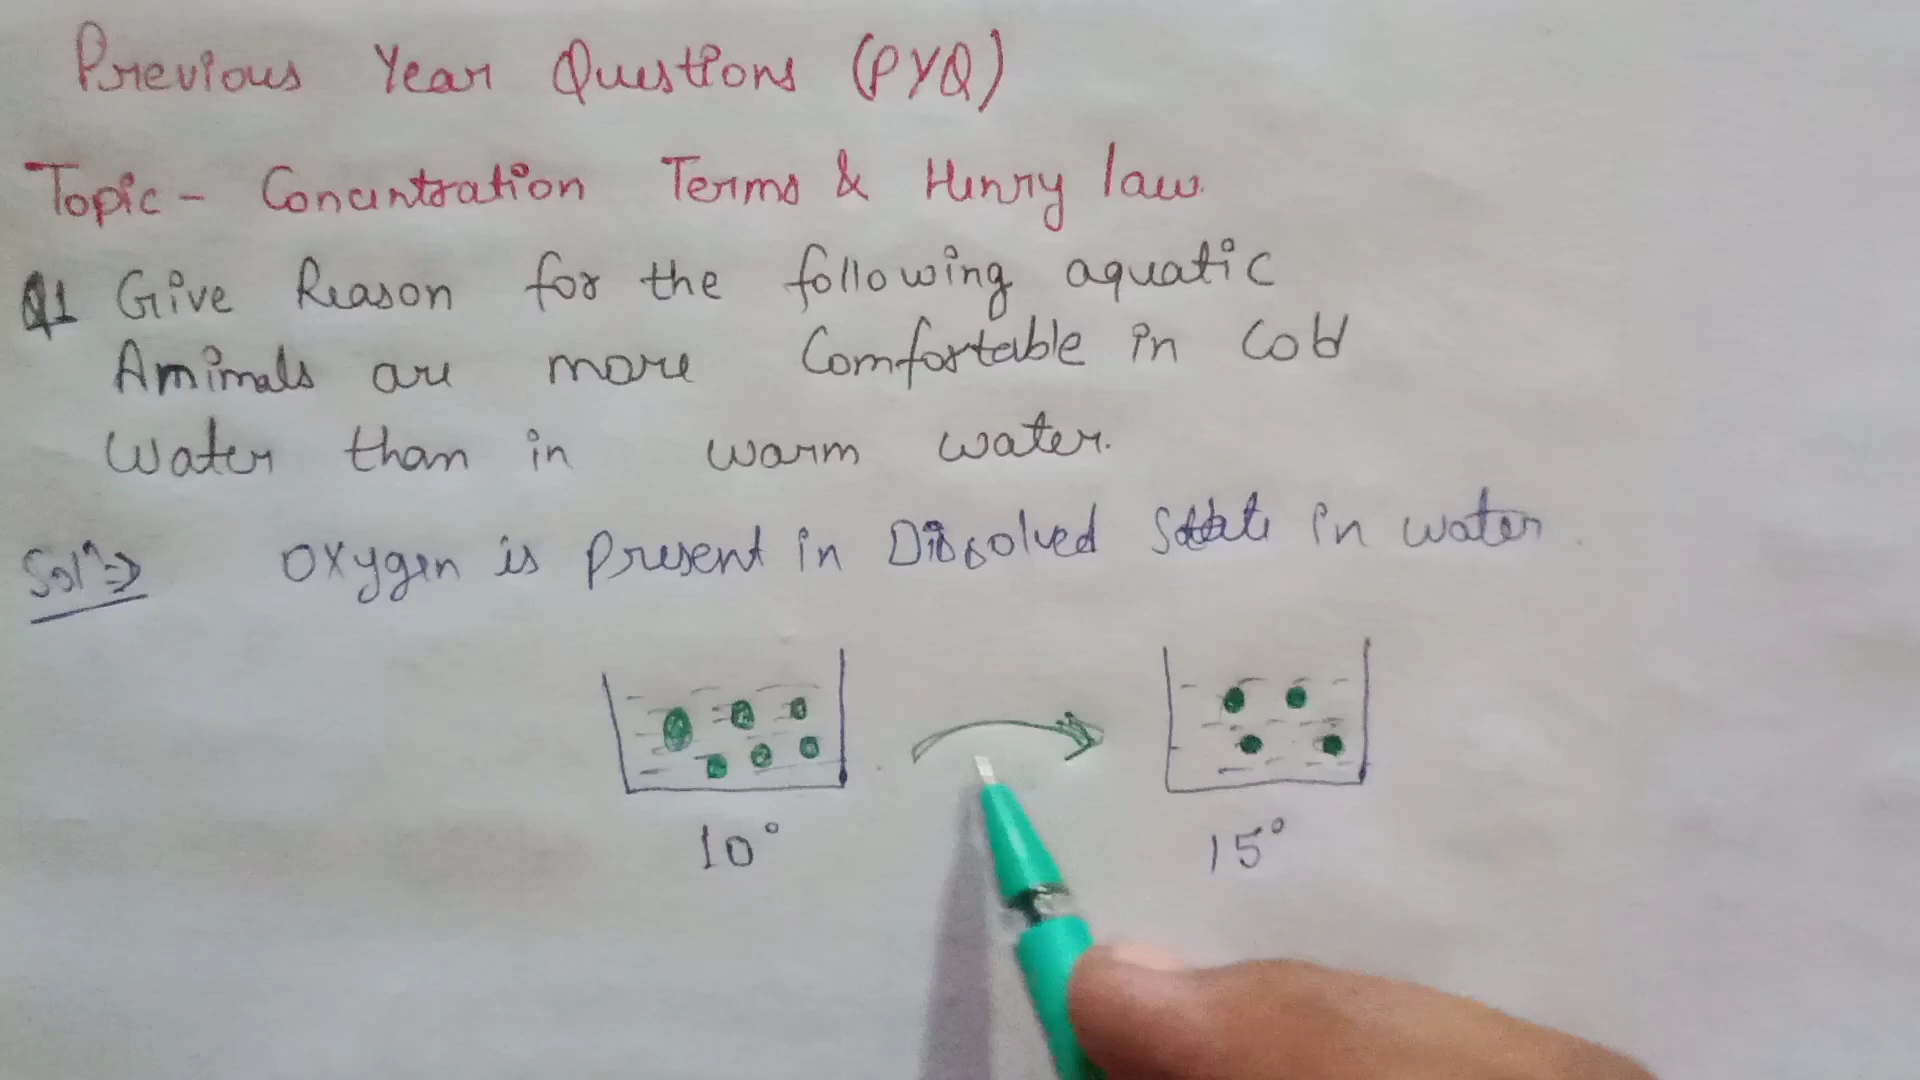 Previous Year Questions (PYQ)
Topic - Concentration Terms & Henry law.
Q1 Give Reason for the following aquatic
Animals are more Comfortable in Cold
Water than in warm water.
Solⁿ⇒ Oxygen is Present in Dissolved State in water.
10° 15°